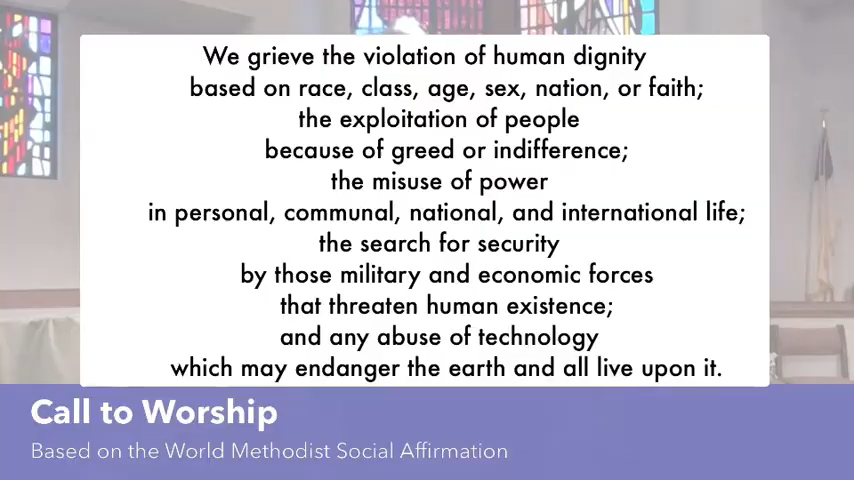 We grieve the violation of human dignity
based on race, class, age, sex, nation, or faith;
the exploitation of people
because of greed or indifference;
the misuse of power
in personal, communal, national, and international life;
the search for security
by those military and economic forces
that threaten human existence;
and any abuse of technology
which may endanger the earth and all live upon it.
Call to Worship
Based on the World Methodist Social Affirmation